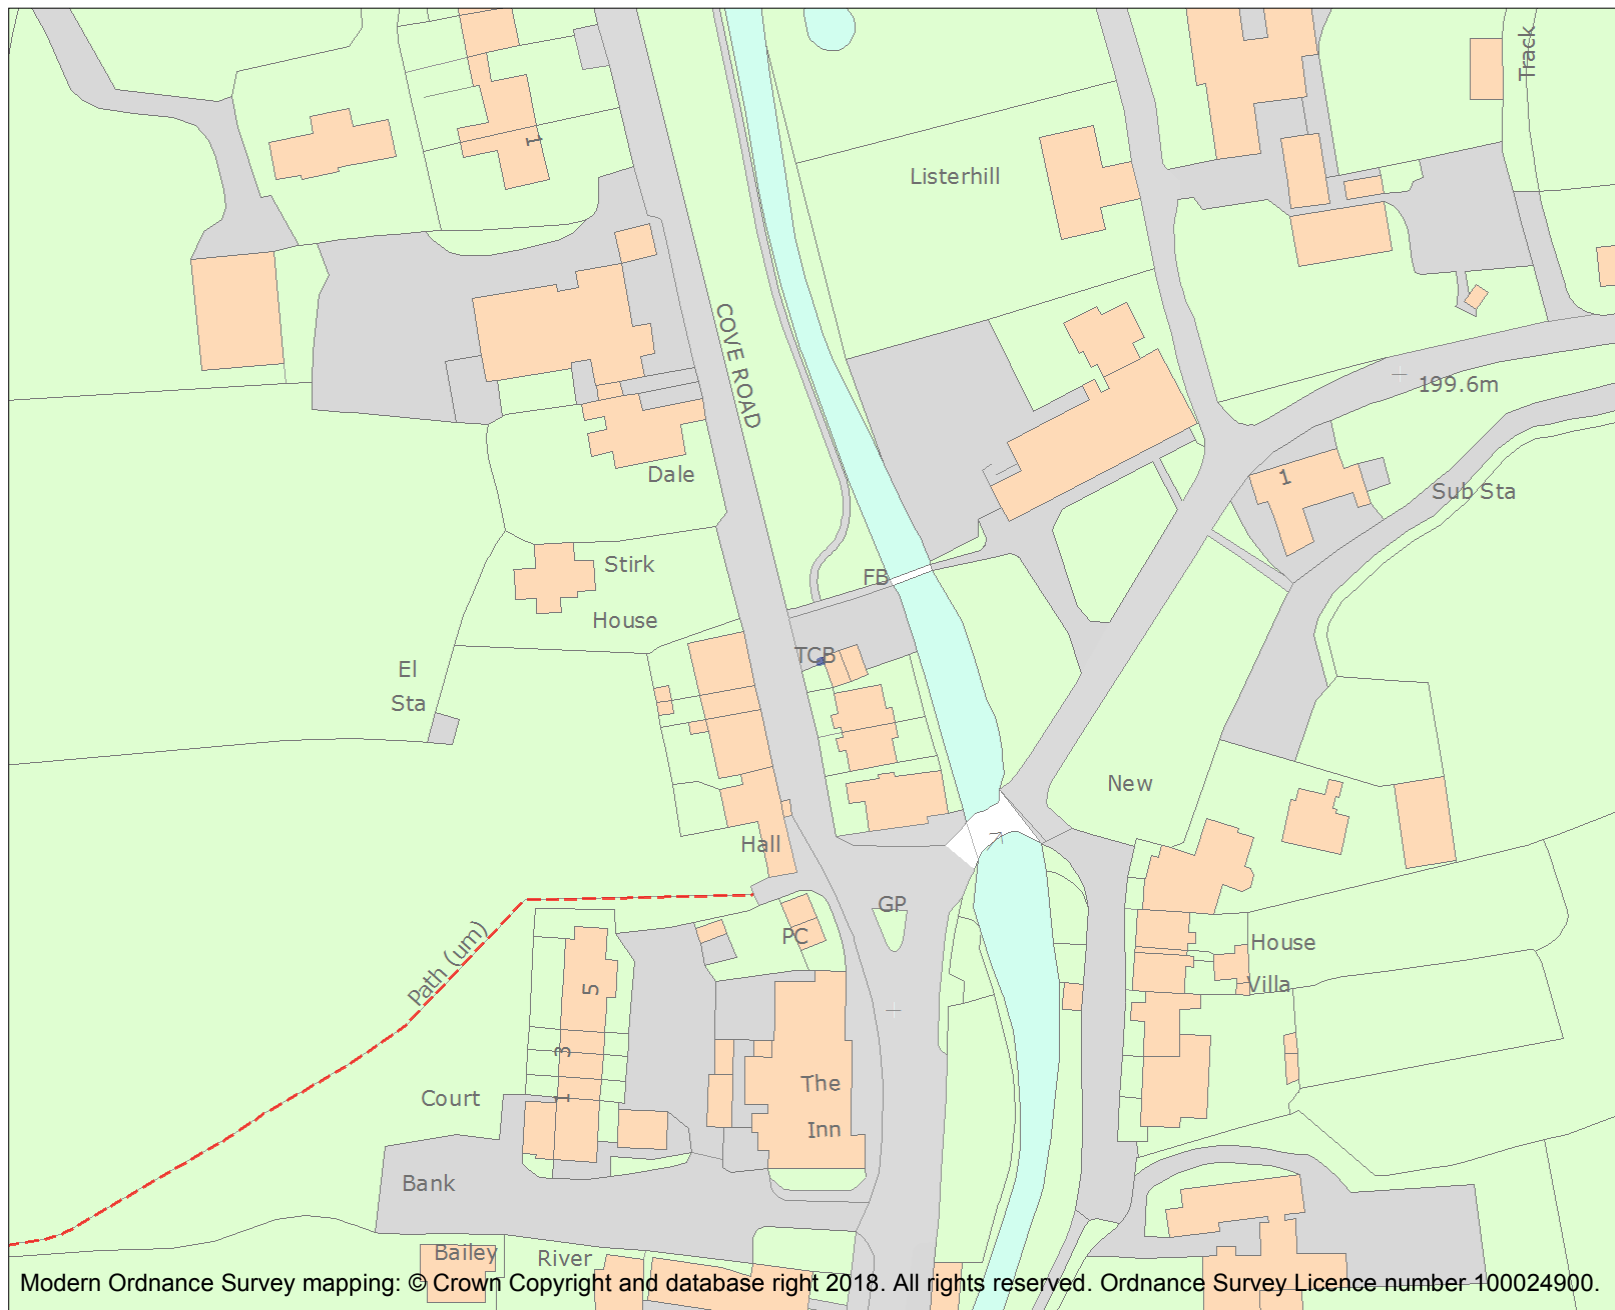 Track
1
Listerhill
COVE ROAD
199.6m
Dale
1
Sub Sta
Stirk
House
FB
TCB
El
Sta
New
Hall
GP
PC
Path (um)
House
Villa
5
3
1
The
Inn
Court
Bank
Bailey
River
Modern Ordnance Survey mapping: © Crown Copyright and database right 2018. All rights reserved. Ordnance Survey Licence number 100024900.